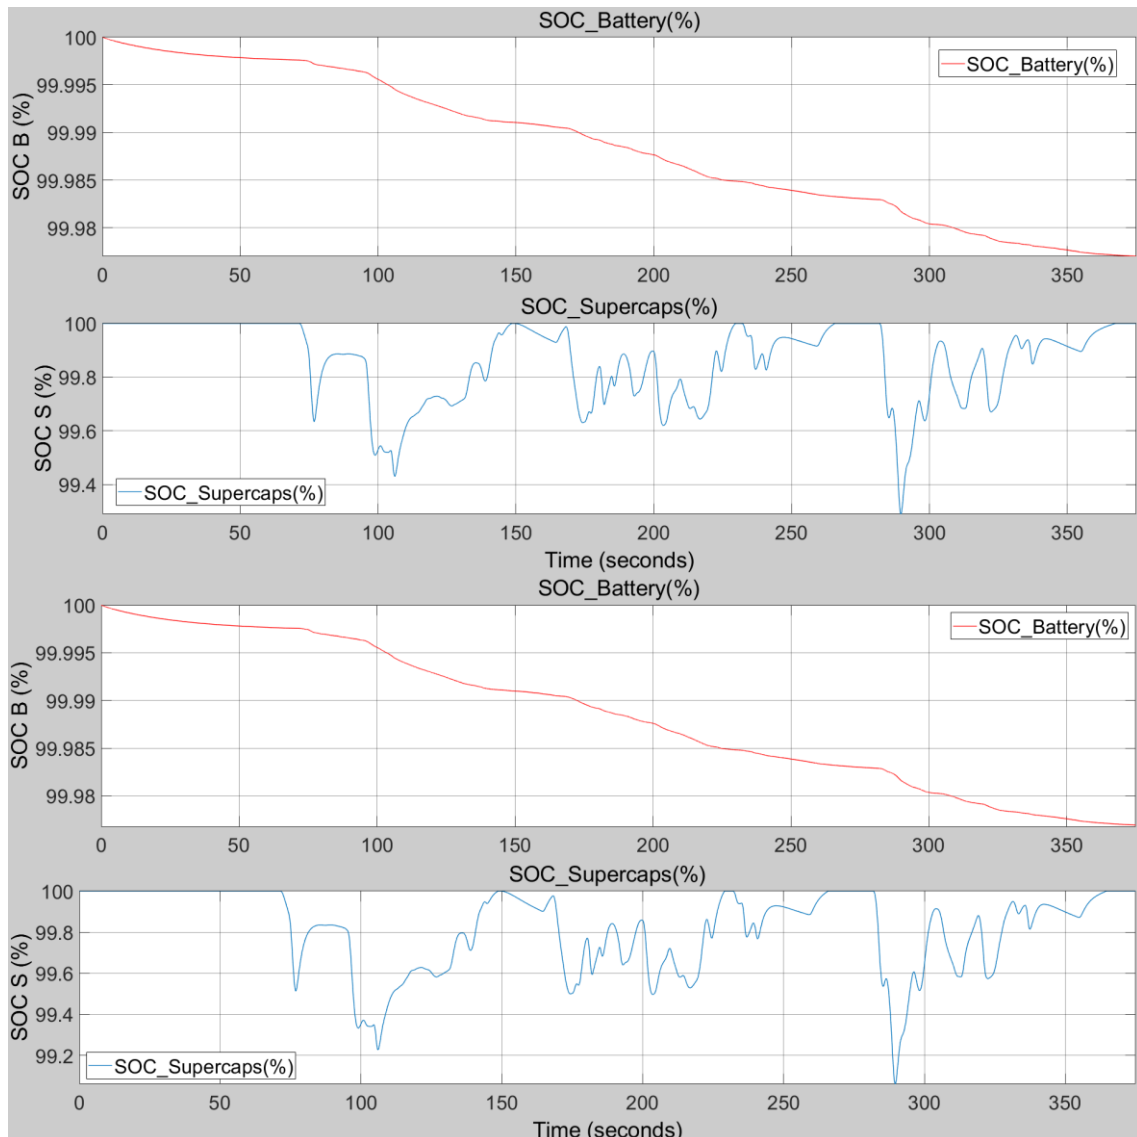 SOC_Battery(%)
100
99.995
99.99
99.985
99.98
SOC B (%)
SOC_Battery(%)
0 50 100 150 200 250 300 350
SOC_Supercaps(%)
100
99.8
99.6
99.4
SOC S (%)
SOC_Supercaps(%)
0 50 100 150 200 250 300 350
Time (seconds)
SOC_Battery(%)
100
99.995
99.99
99.985
99.98
SOC B (%)
SOC_Battery(%)
0 50 100 150 200 250 300 350
SOC_Supercaps(%)
100
99.8
99.6
99.4
99.2
SOC S (%)
SOC_Supercaps(%)
0 50 100 150 200 250 300 350
Time (seconds)